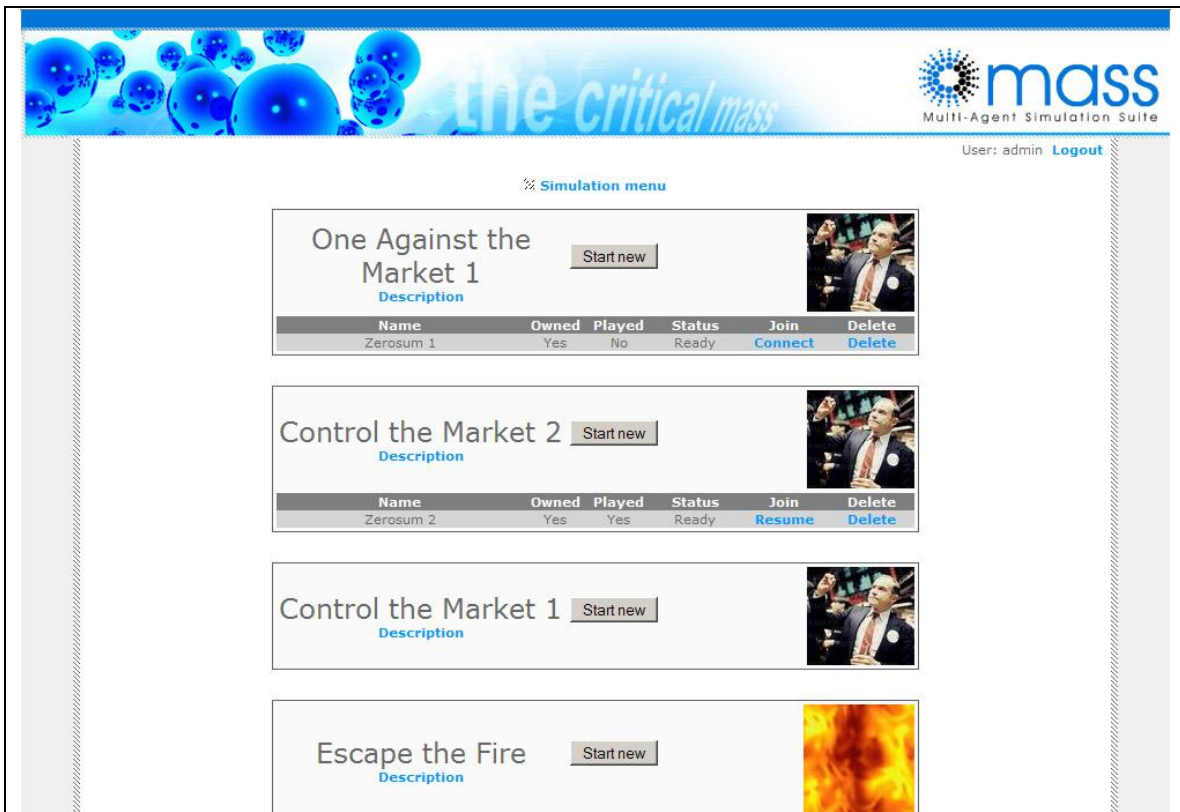 the critical mass
mass
Multi-Agent Simulation Suite
User: admin Logout
Simulation menu
One Against the
Market 1
Start new
Description
Name Owned Played Status Join Delete
Zerosum 1 Yes No Ready Connect Delete
Control the Market 2 Start new
Description
Name Owned Played Status Join Delete
Zerosum 2 Yes Yes Ready Resume Delete
Control the Market 1 Start new
Description
Escape the Fire Start new
Description